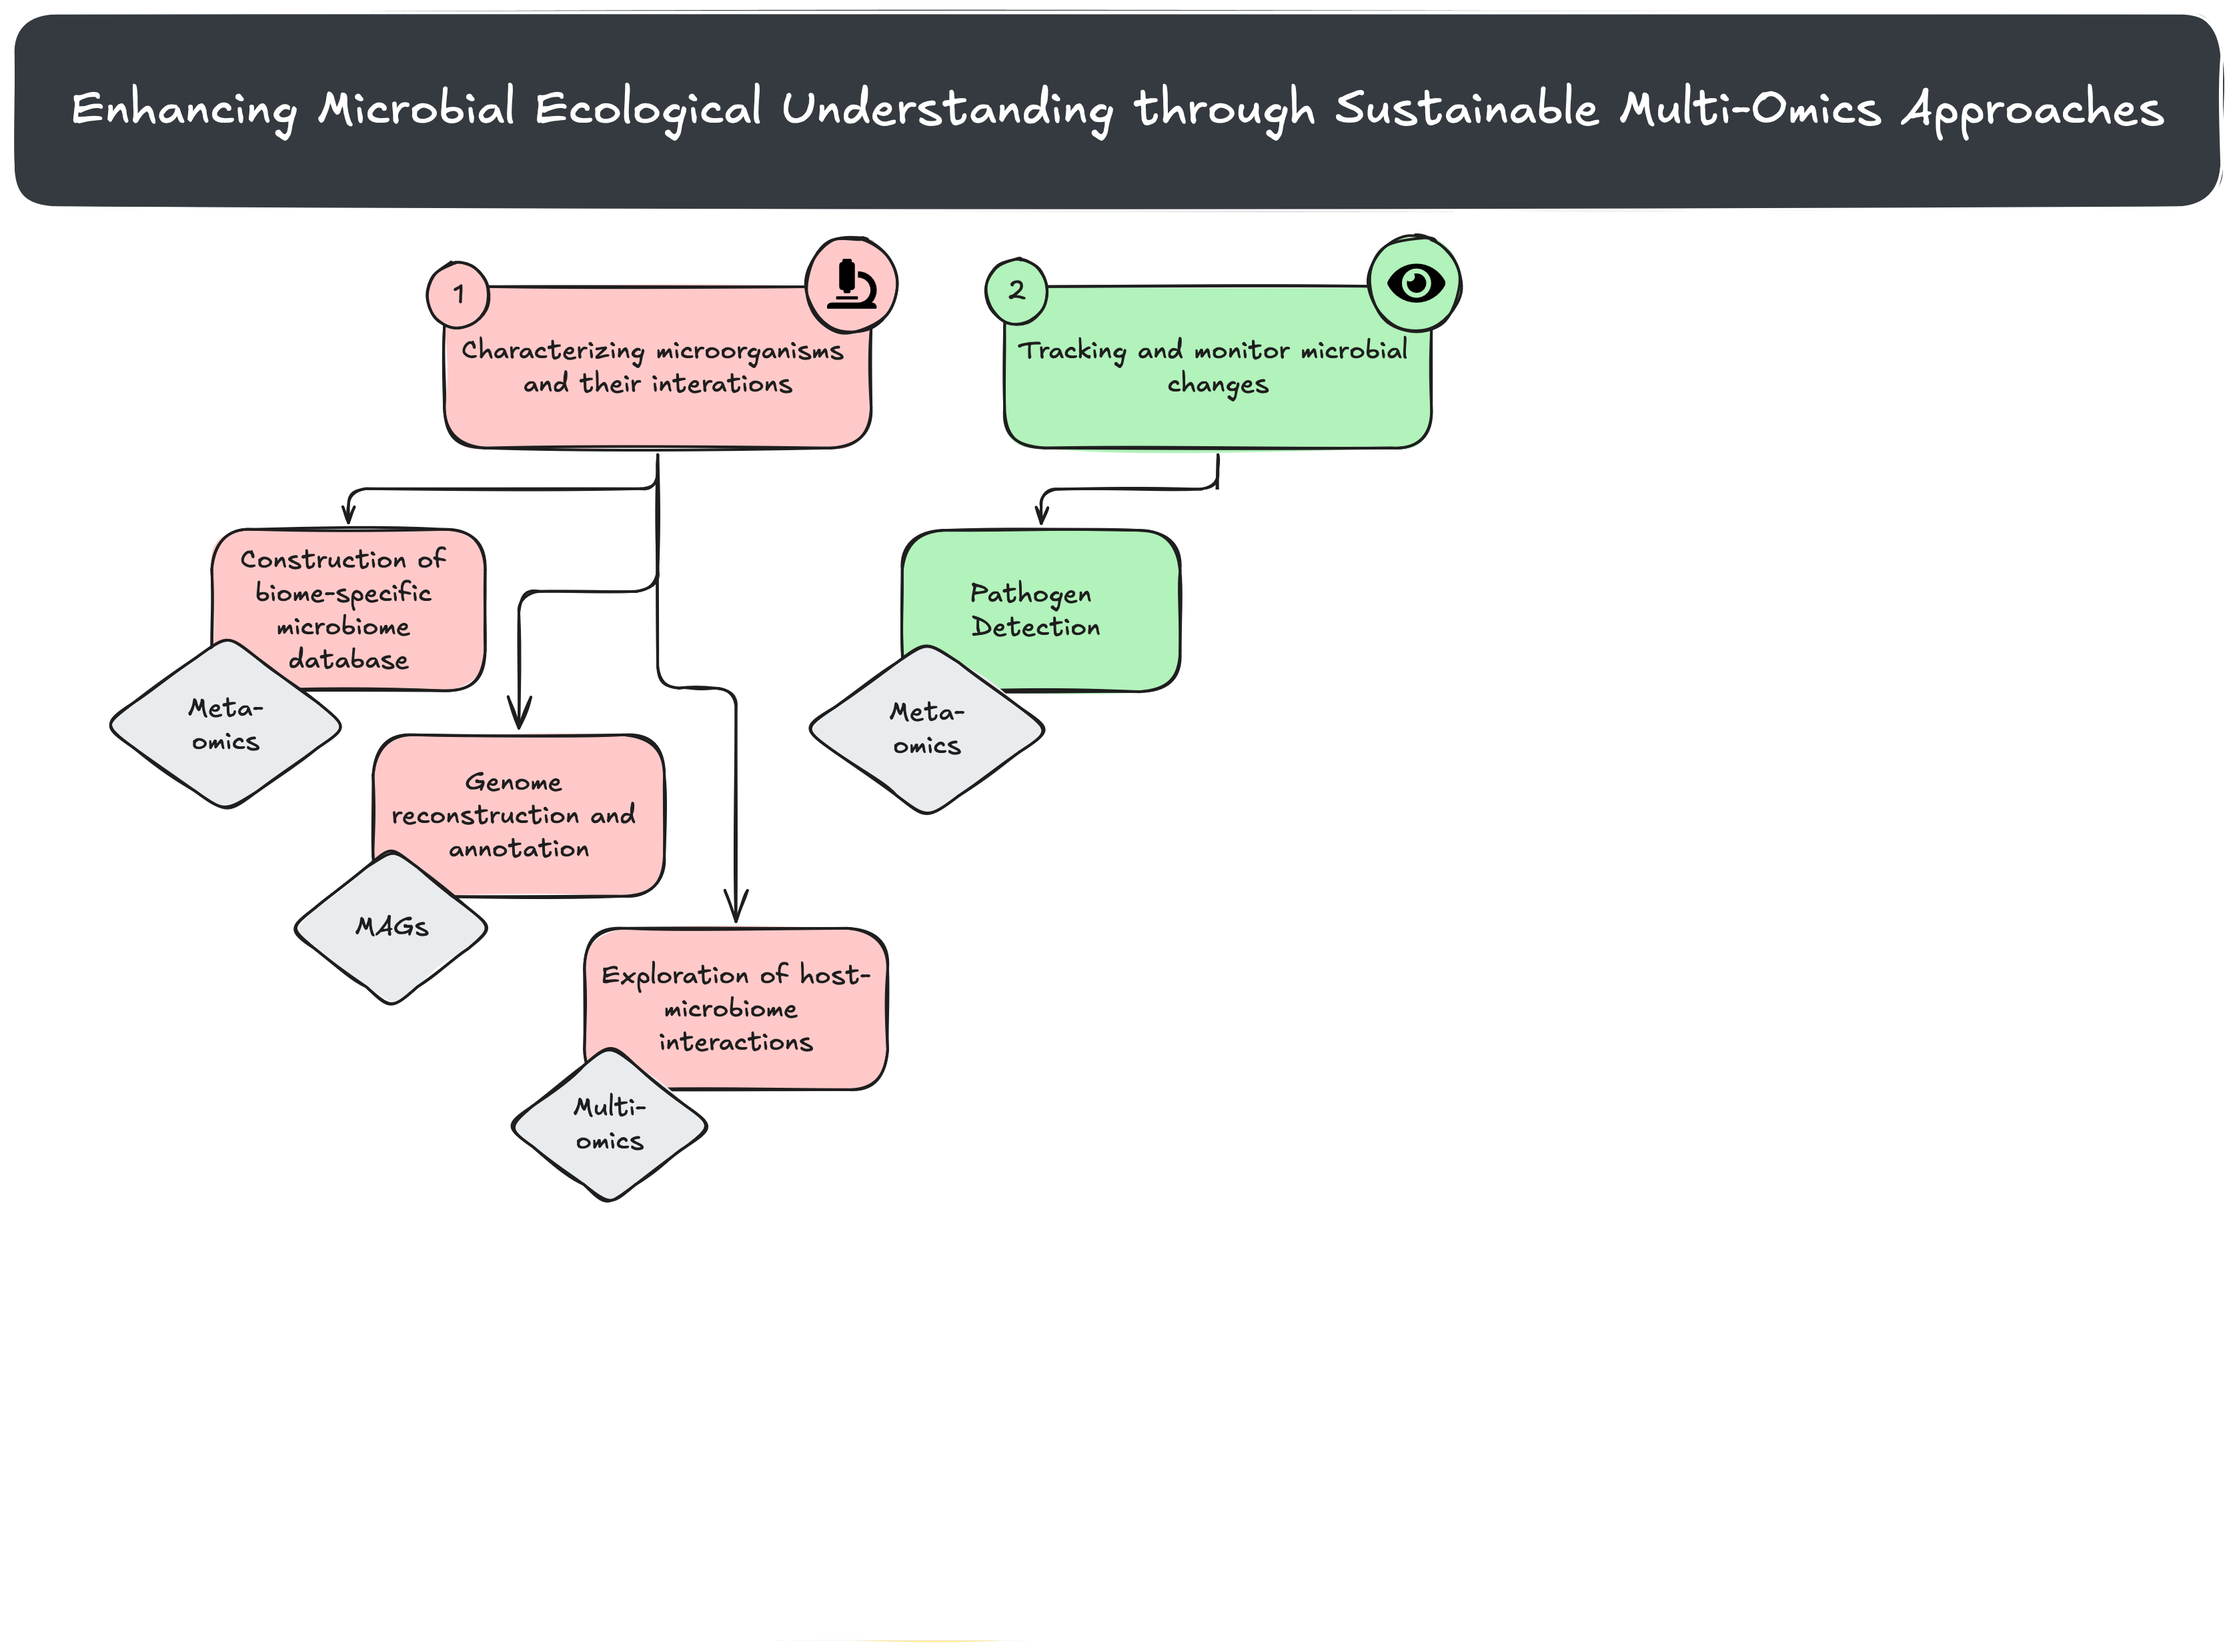 Enhancing Microbial Ecological Understanding through Sustainable Multi-Omics Approaches
1
Characterizing microorganisms
and their interations
2
Tracking and monitor microbial
changes
Construction of
biome-specific
microbiome
database
Meta-
omics
Genome
reconstruction and
annotation
MAGs
Exploration of host-
microbiome
interactions
Multi-
omics
Pathogen
Detection
Meta-
omics